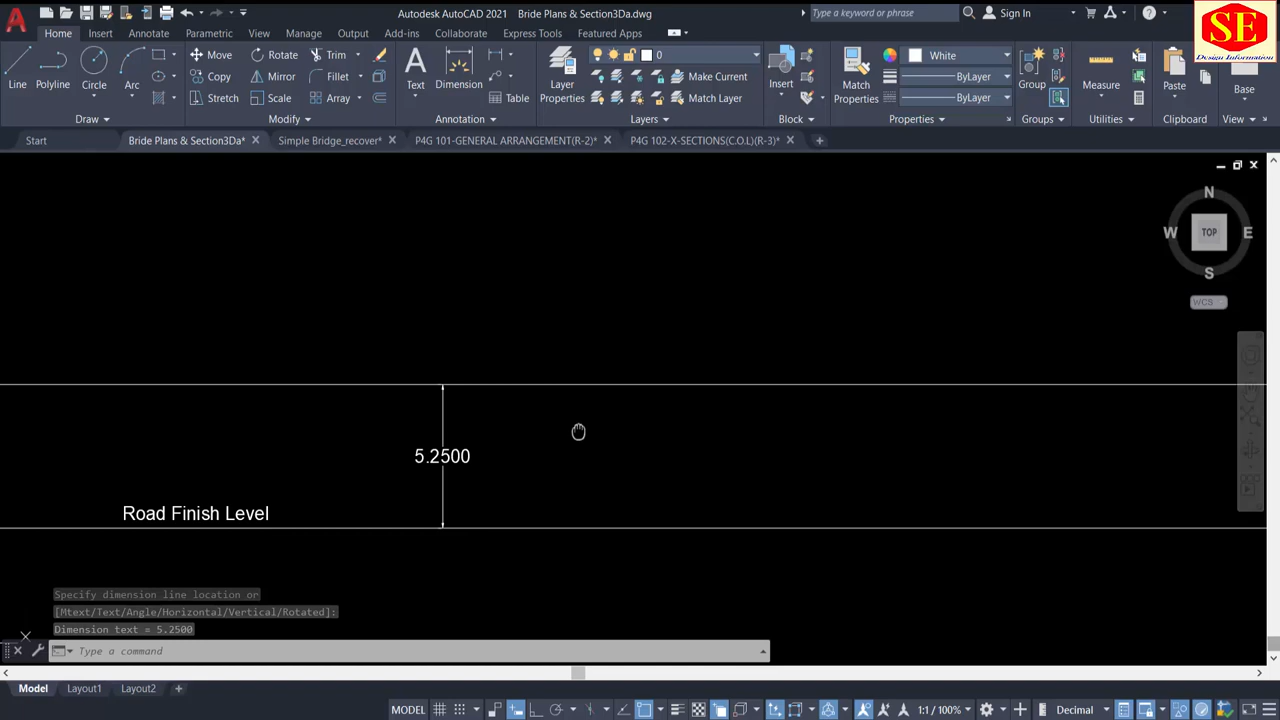 Autodesk AutoCAD 2021 Bride Plans & Section3Da.dwg
Type a keyword or phrase
Sign In
SE
Design Information
Home Insert Annotate Parametric View Manage Output Add-ins Collaborate Express Tools Featured Apps
Line Polyline Circle Arc
Move Rotate Trim
Copy Mirror Fillet
Stretch Scale Array
Text Dimension Table
Layer Properties
0
Make Current
Match Layer
Insert
Match Properties
White
ByLayer
ByLayer
Group
Measure
Paste
Base
Draw Modify Annotation Layers Block Properties Groups Utilities Clipboard View
Start Bride Plans & Section3Da* Simple Bridge_recover* P4G 101-GENERAL ARRANGEMENT(R-2)* P4G 102-X-SECTIONS(C.O.L)(R-3)*
N
W TOP E
S
WCS
5.2500
Road Finish Level
Specify dimension line location or
[Mtext/Text/Angle/Horizontal/Vertical/Rotated]:
Dimension text = 5.2500
Type a command
Model Layout1 Layout2
MODEL 1:1 / 100% Decimal